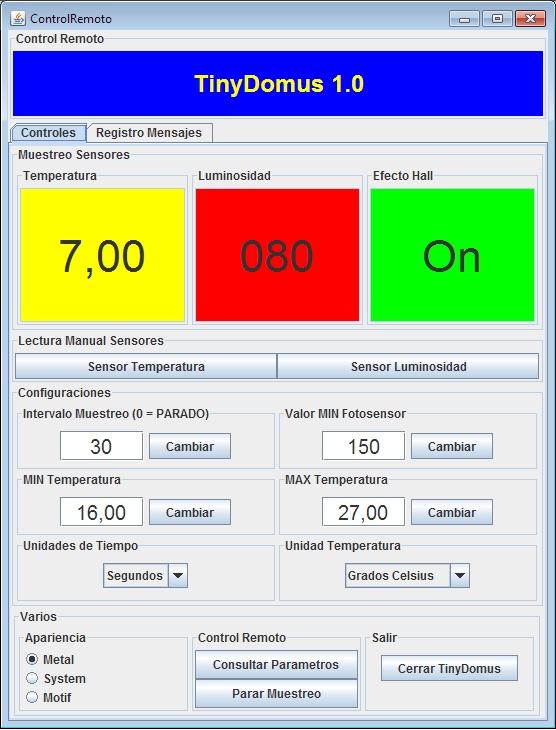 ControlRemoto
Control Remoto
TinyDomus 1.0
Controles Registro Mensajes
Muestreo Sensores
Temperatura Luminosidad Efecto Hall
7,00 080 On
Lectura Manual Sensores
Sensor Temperatura Sensor Luminosidad
Configuraciones
Intervalo Muestreo (0 = PARADO) Valor MIN Fotosensor
30 Cambiar 150 Cambiar
MIN Temperatura MAX Temperatura
16,00 Cambiar 27,00 Cambiar
Unidades de Tiempo Unidad Temperatura
Segundos Grados Celsius
Varios
Apariencia Control Remoto Salir
Metal Consultar Parametros Cerrar TinyDomus
System
Motif Parar Muestreo